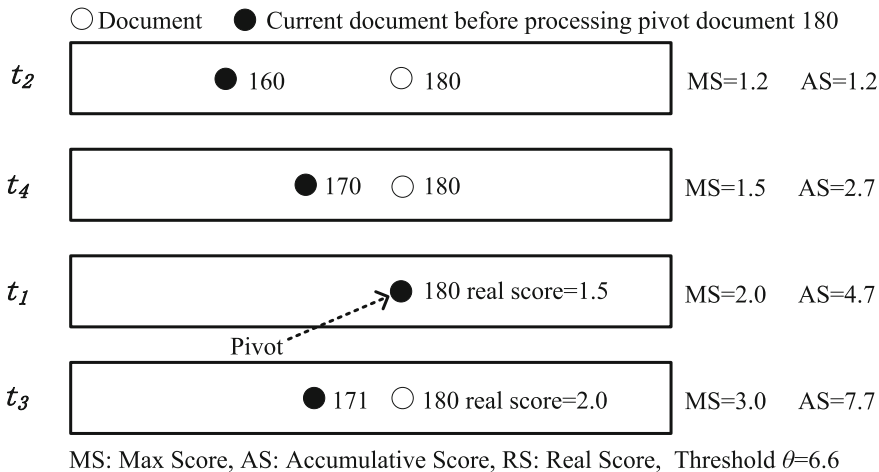 Document Current document before processing pivot document 180
t2 160 180 MS=1.2 AS=1.2
t4 170 180 MS=1.5 AS=2.7
t1 180 real score=1.5 MS=2.0 AS=4.7
Pivot
t3 171 180 real score=2.0 MS=3.0 AS=7.7
MS: Max Score, AS: Accumulative Score, RS: Real Score, Threshold θ=6.6